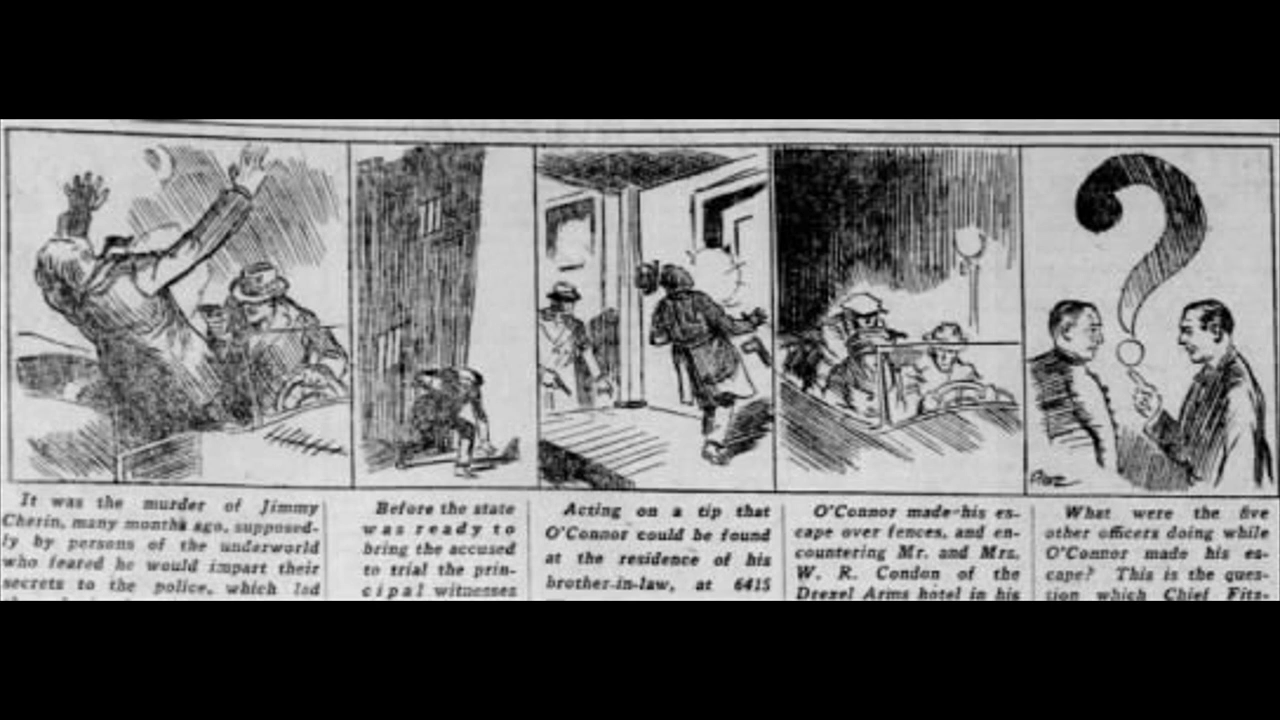 It was the murder of Jimmy
Cherin, many months ago, supposed-
ly by persons of the underworld
who feared he would impart their
secrets to the police, which led
Before the state
was ready to
bring the accused
to trial the prin-
cipal witnesses
Acting on a tip that
O'Connor could be found
at the residence of his
brother-in-law, at 6415
O'Connor made his es-
cape over fences, and en-
countering Mr. and Mrs.
W. R. Condon of the
Drexel Arms hotel in his
What were the five
other officers doing while
O'Connor made his es-
cape? This is the ques-
tion which Chief Fitz-